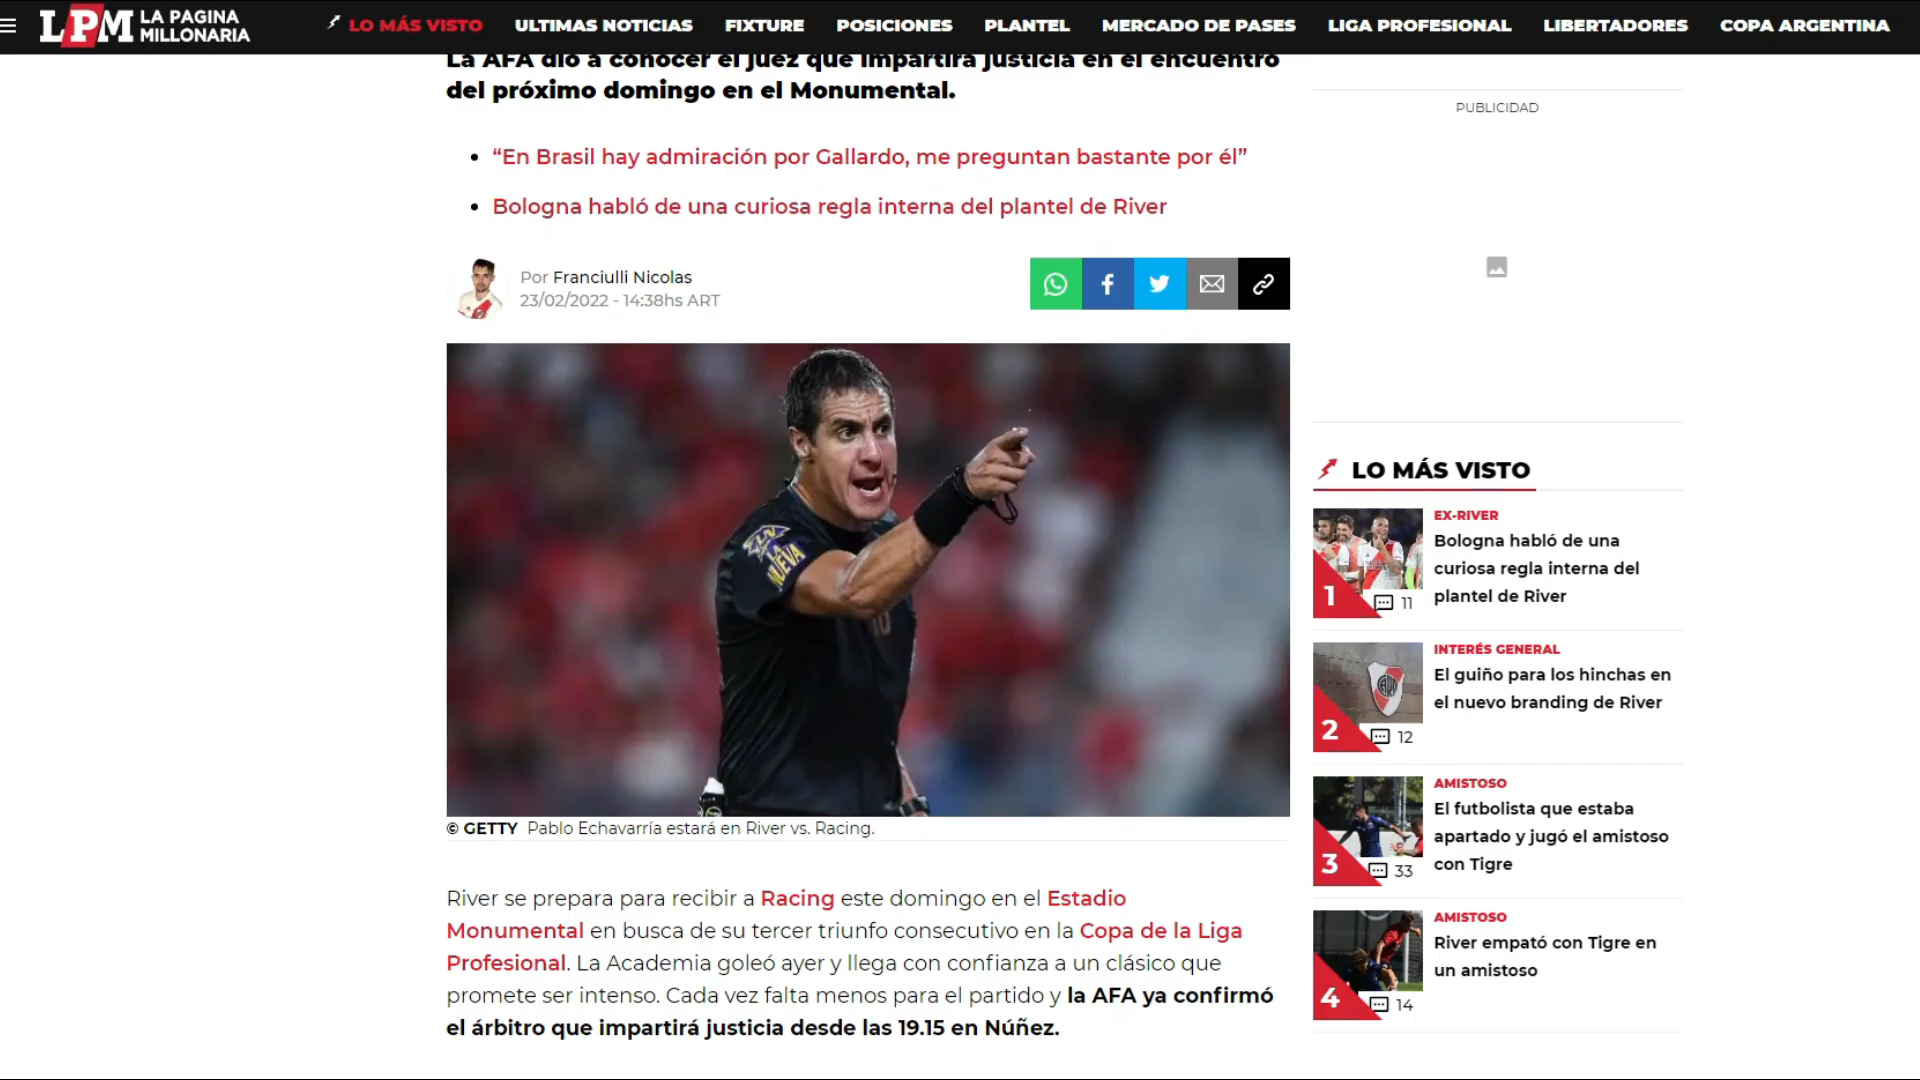 LPM LA PAGINA MILLONARIA
LO MÁS VISTO
ULTIMAS NOTICIAS
FIXTURE
POSICIONES
PLANTEL
MERCADO DE PASES
LIGA PROFESIONAL
LIBERTADORES
COPA ARGENTINA
La AFA dio a conocer el juez que impartirá justicia en el encuentro
del próximo domingo en el Monumental.
“En Brasil hay admiración por Gallardo, me preguntan bastante por él”
Bologna habló de una curiosa regla interna del plantel de River
Por Franciulli Nicolas
23/02/2022 - 14:38hs ART
LA NUEVA
© GETTY Pablo Echavarría estará en River vs. Racing.
River se prepara para recibir a Racing este domingo en el Estadio
Monumental en busca de su tercer triunfo consecutivo en la Copa de la Liga
Profesional. La Academia goleó ayer y llega con confianza a un clásico que
promete ser intenso. Cada vez falta menos para el partido y la AFA ya confirmó
el árbitro que impartirá justicia desde las 19.15 en Núñez.
PUBLICIDAD
LO MÁS VISTO
EX-RIVER
Bologna habló de una
curiosa regla interna del
plantel de River
1
11
INTERÉS GENERAL
El guiño para los hinchas en
el nuevo branding de River
2
12
AMISTOSO
El futbolista que estaba
apartado y jugó el amistoso
con Tigre
3
33
AMISTOSO
River empató con Tigre en
un amistoso
4
14